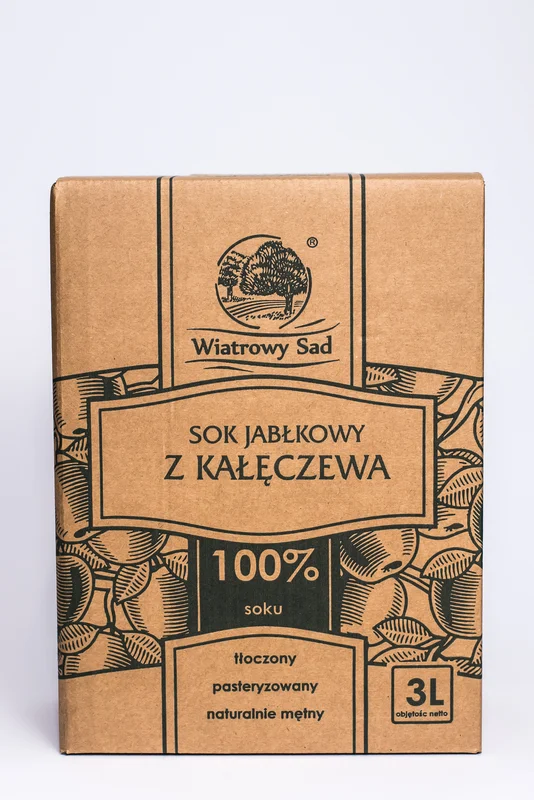 ®
Wiatrowy Sad
SOK JABŁKOWY
Z KAŁĘCZEWA
100%
soku
tłoczony
pasteryzowany
naturalnie mętny
3L
objętość netto